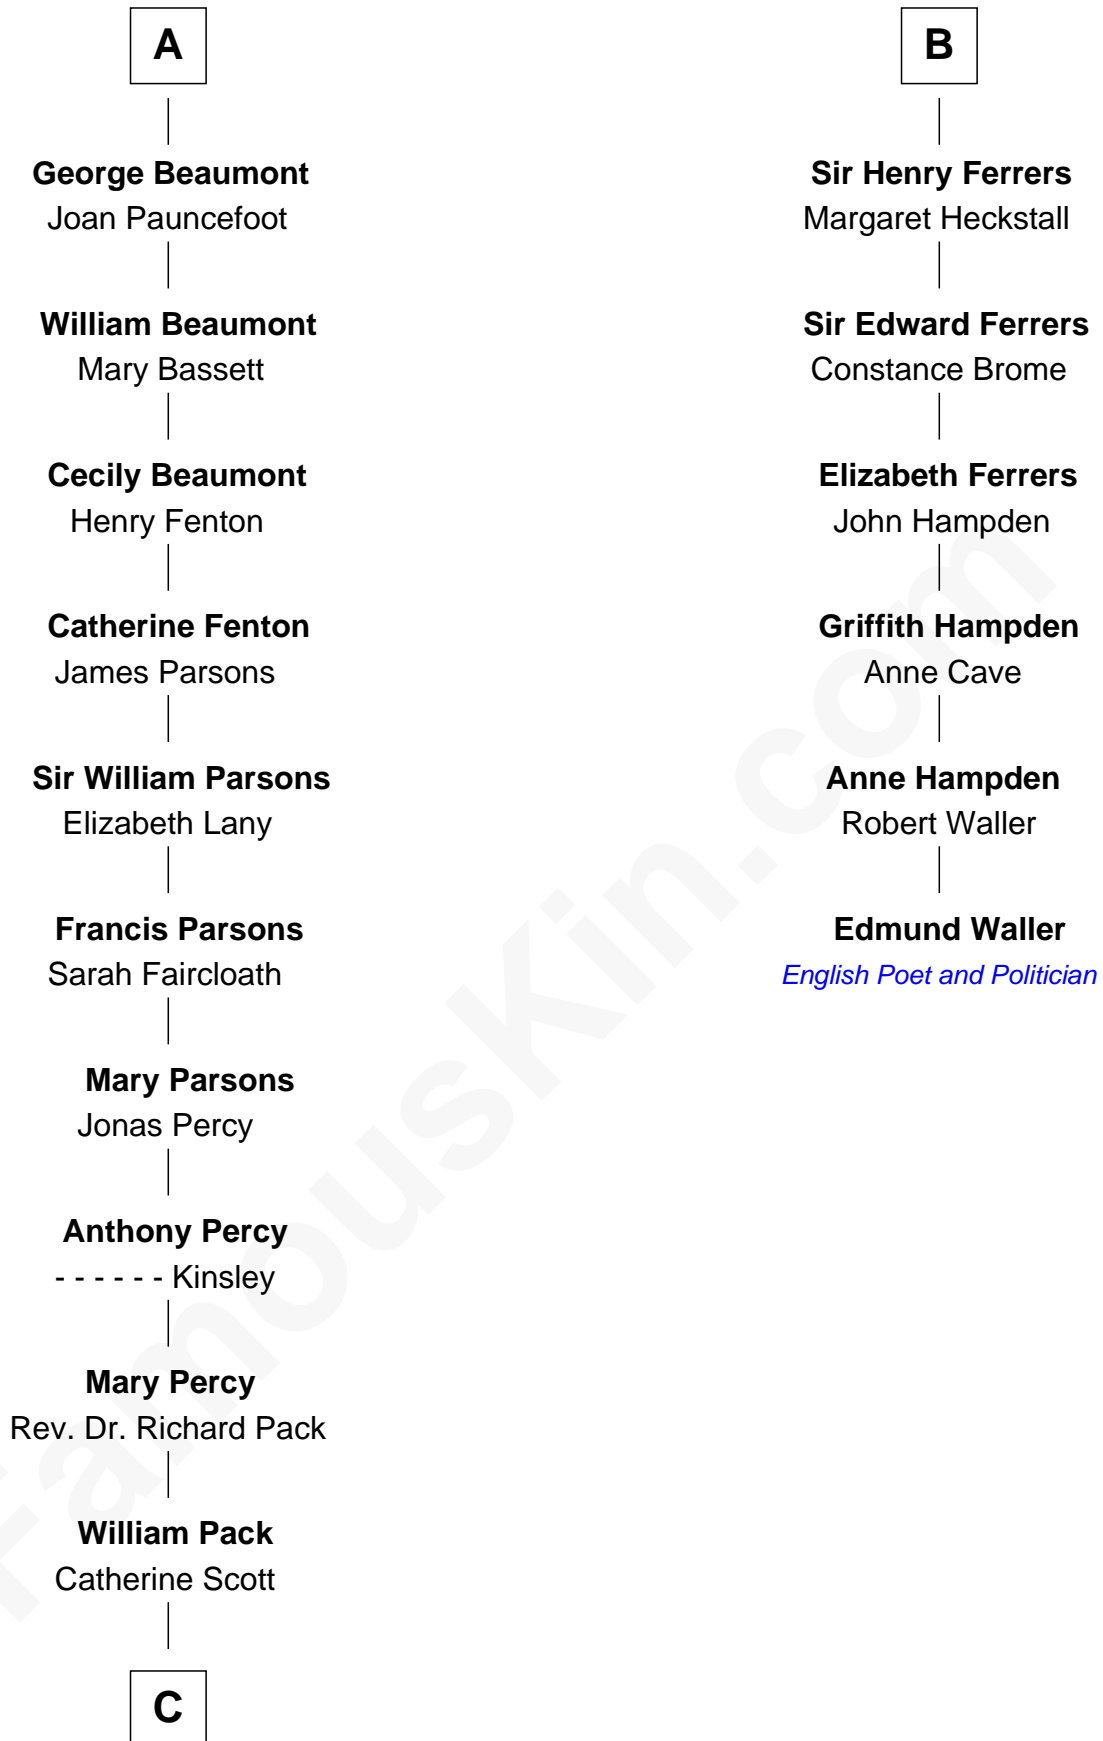 A
George Beaumont
Joan Pauncefoot
William Beaumont
Mary Bassett
Cecily Beaumont
Henry Fenton
Catherine Fenton
James Parsons
Sir William Parsons
Elizabeth Lany
Francis Parsons
Sarah Faircloath
Mary Parsons
Jonas Percy
Anthony Percy
- - - - - - Kinsley
Mary Percy
Rev. Dr. Richard Pack
William Pack
Catherine Scott
C
B
Sir Henry Ferrers
Margaret Heckstall
Sir Edward Ferrers
Constance Brome
Elizabeth Ferrers
John Hampden
Griffith Hampden
Anne Cave
Anne Hampden
Robert Waller
Edmund Waller
English Poet and Politician
FamousKin.com